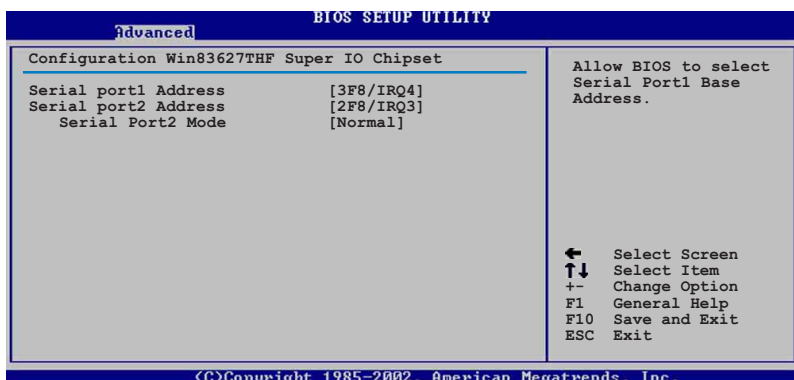 BIOS SETUP UTILITY
Advanced
Configuration Win83627THF Super IO Chipset
Serial port1 Address [3F8/IRQ4]
Serial port2 Address [2F8/IRQ3]
Serial Port2 Mode [Normal]
Allow BIOS to select
Serial Port1 Base
Address.
← Select Screen
↑↓ Select Item
+- Change Option
F1 General Help
F10 Save and Exit
ESC Exit
(C)Copyright 1985-2002, American Megatrends, Inc.